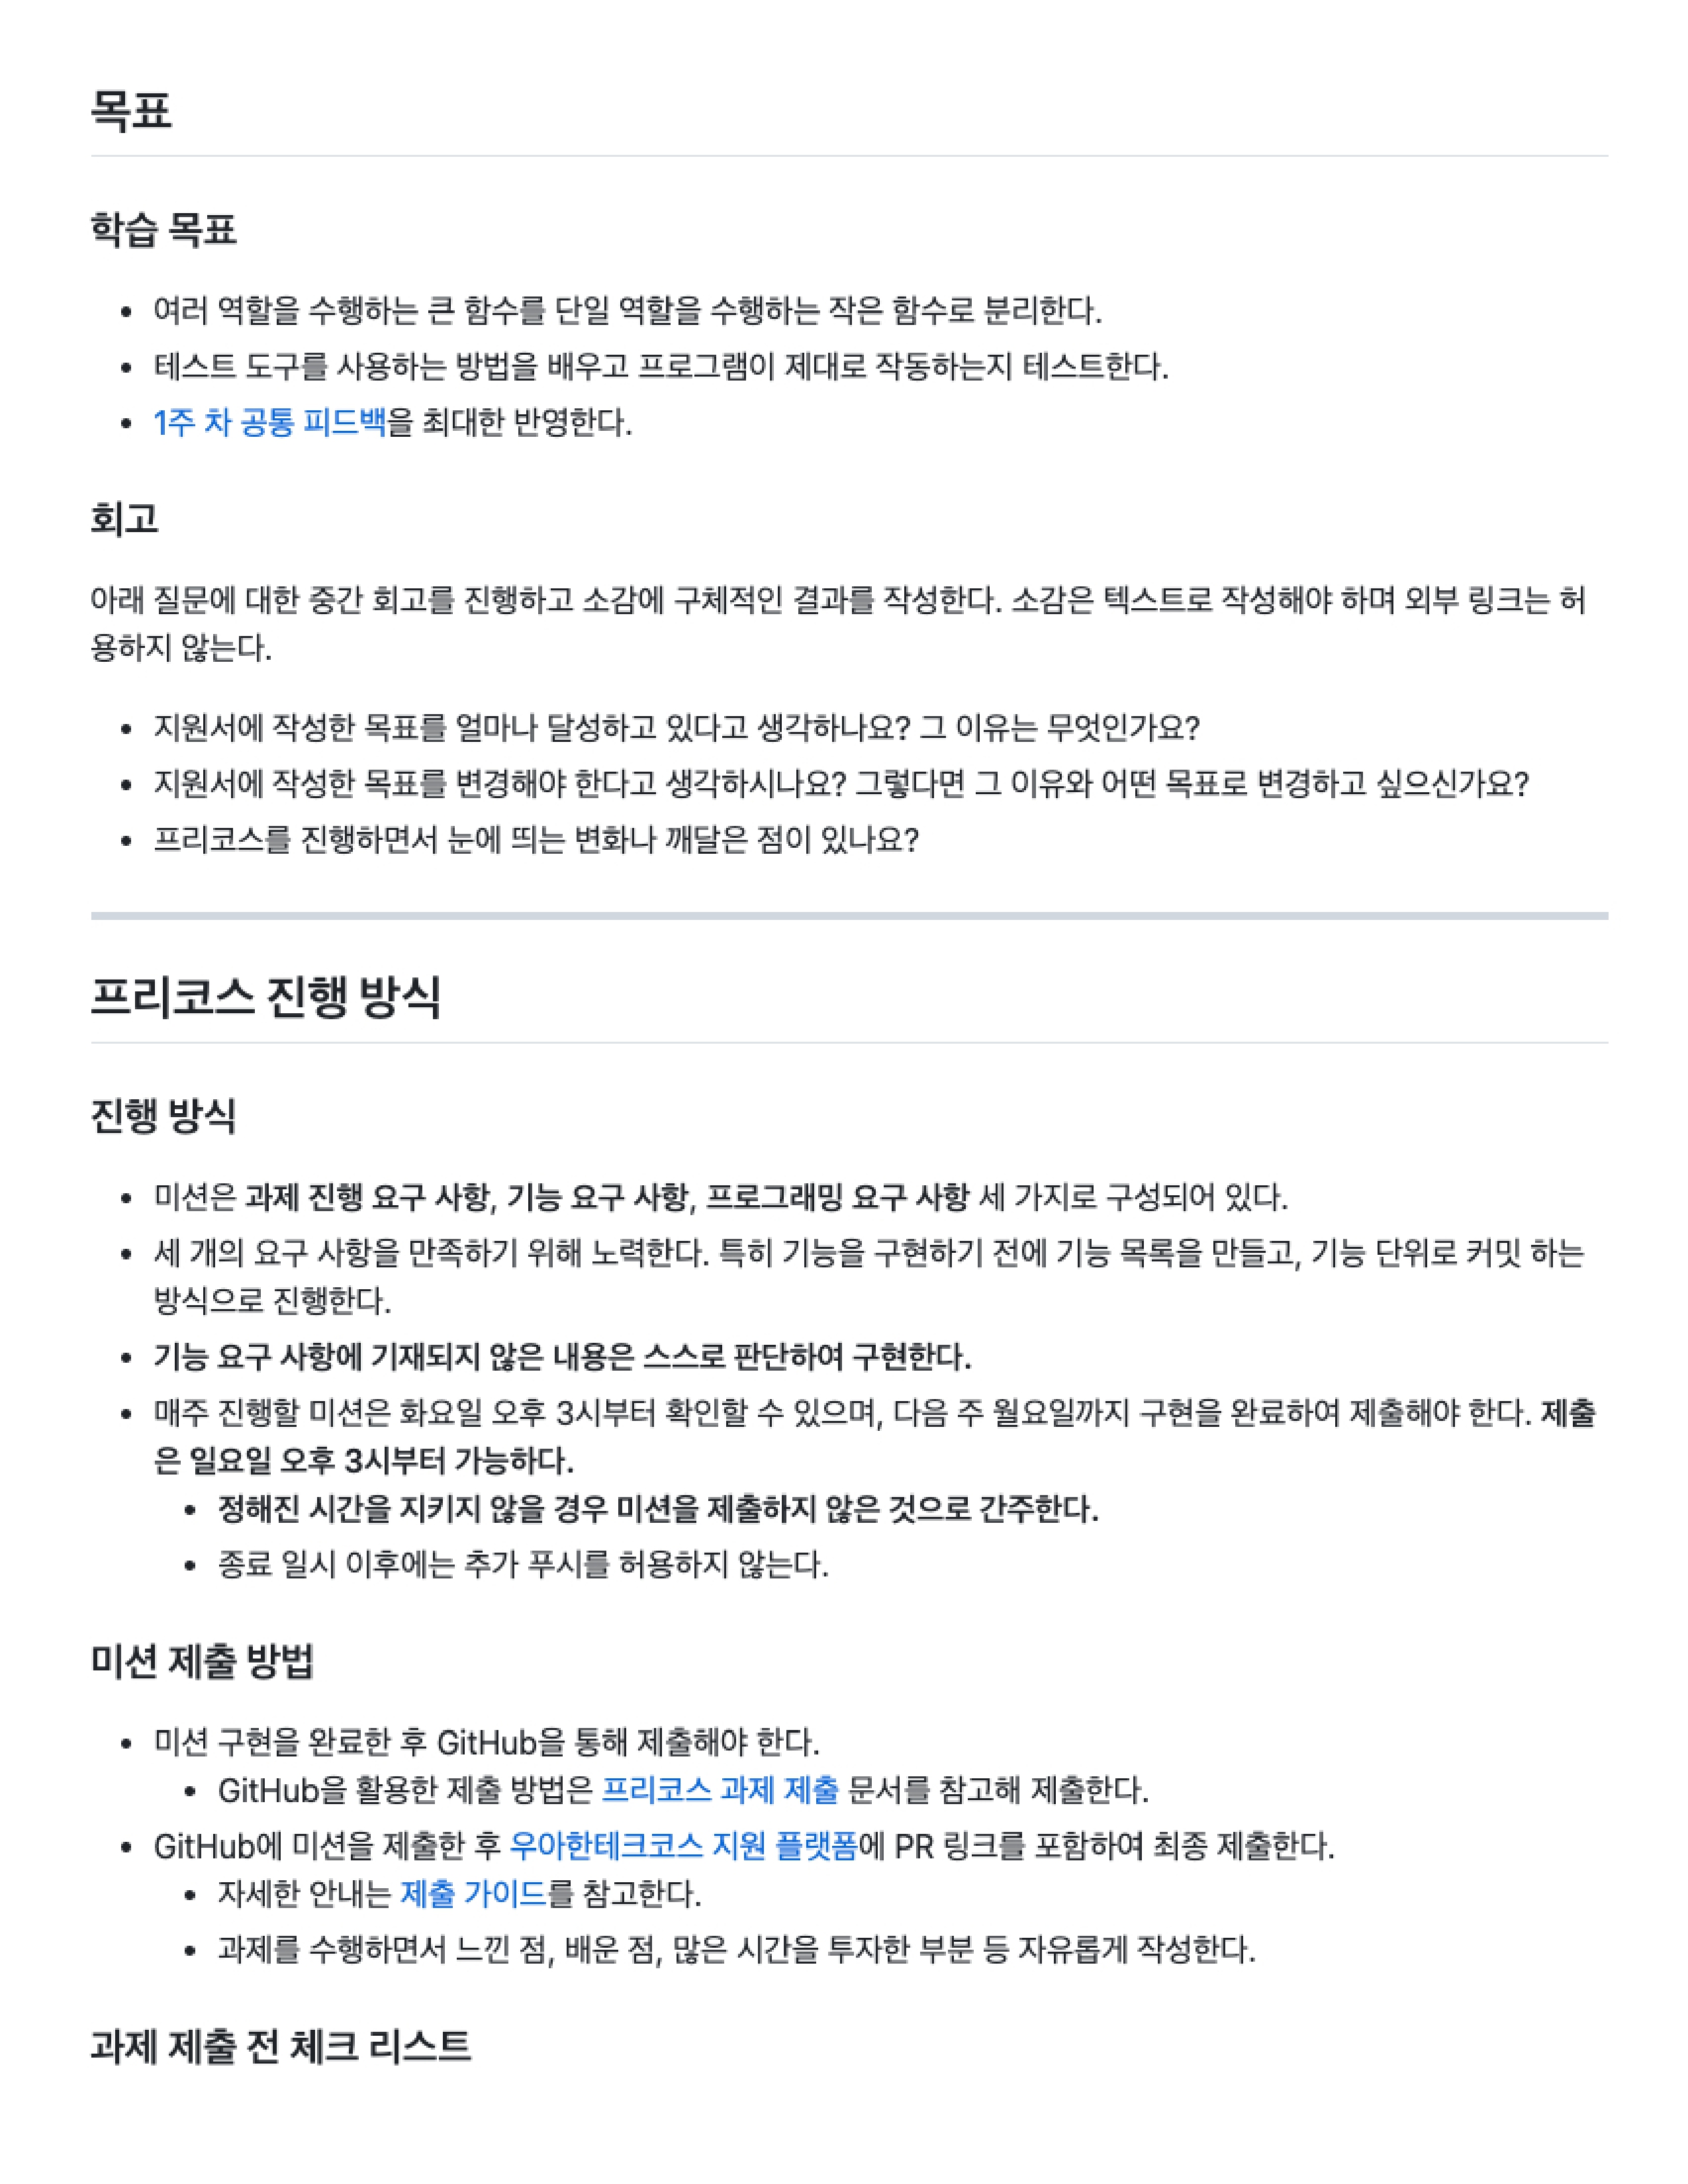 목표
학습 목표
여러 역할을 수행하는 큰 함수를 단일 역할을 수행하는 작은 함수로 분리한다.
테스트 도구를 사용하는 방법을 배우고 프로그램이 제대로 작동하는지 테스트한다.
1주 차 공통 피드백을 최대한 반영한다.
회고
아래 질문에 대한 중간 회고를 진행하고 소감에 구체적인 결과를 작성한다. 소감은 텍스트로 작성해야 하며 외부 링크는 허
용하지 않는다.
지원서에 작성한 목표를 얼마나 달성하고 있다고 생각하나요? 그 이유는 무엇인가요?
지원서에 작성한 목표를 변경해야 한다고 생각하시나요? 그렇다면 그 이유와 어떤 목표로 변경하고 싶으신가요?
프리코스를 진행하면서 눈에 띄는 변화나 깨달은 점이 있나요?
프리코스 진행 방식
진행 방식
미션은 과제 진행 요구 사항, 기능 요구 사항, 프로그래밍 요구 사항 세 가지로 구성되어 있다.
세 개의 요구 사항을 만족하기 위해 노력한다. 특히 기능을 구현하기 전에 기능 목록을 만들고, 기능 단위로 커밋 하는
방식으로 진행한다.
기능 요구 사항에 기재되지 않은 내용은 스스로 판단하여 구현한다.
매주 진행할 미션은 화요일 오후 3시부터 확인할 수 있으며, 다음 주 월요일까지 구현을 완료하여 제출해야 한다. 제출
은 일요일 오후 3시부터 가능하다.
정해진 시간을 지키지 않을 경우 미션을 제출하지 않은 것으로 간주한다.
종료 일시 이후에는 추가 푸시를 허용하지 않는다.
미션 제출 방법
미션 구현을 완료한 후 GitHub을 통해 제출해야 한다.
GitHub을 활용한 제출 방법은 프리코스 과제 제출 문서를 참고해 제출한다.
GitHub에 미션을 제출한 후 우아한테크코스 지원 플랫폼에 PR 링크를 포함하여 최종 제출한다.
자세한 안내는 제출 가이드를 참고한다.
과제를 수행하면서 느낀 점, 배운 점, 많은 시간을 투자한 부분 등 자유롭게 작성한다.
과제 제출 전 체크 리스트